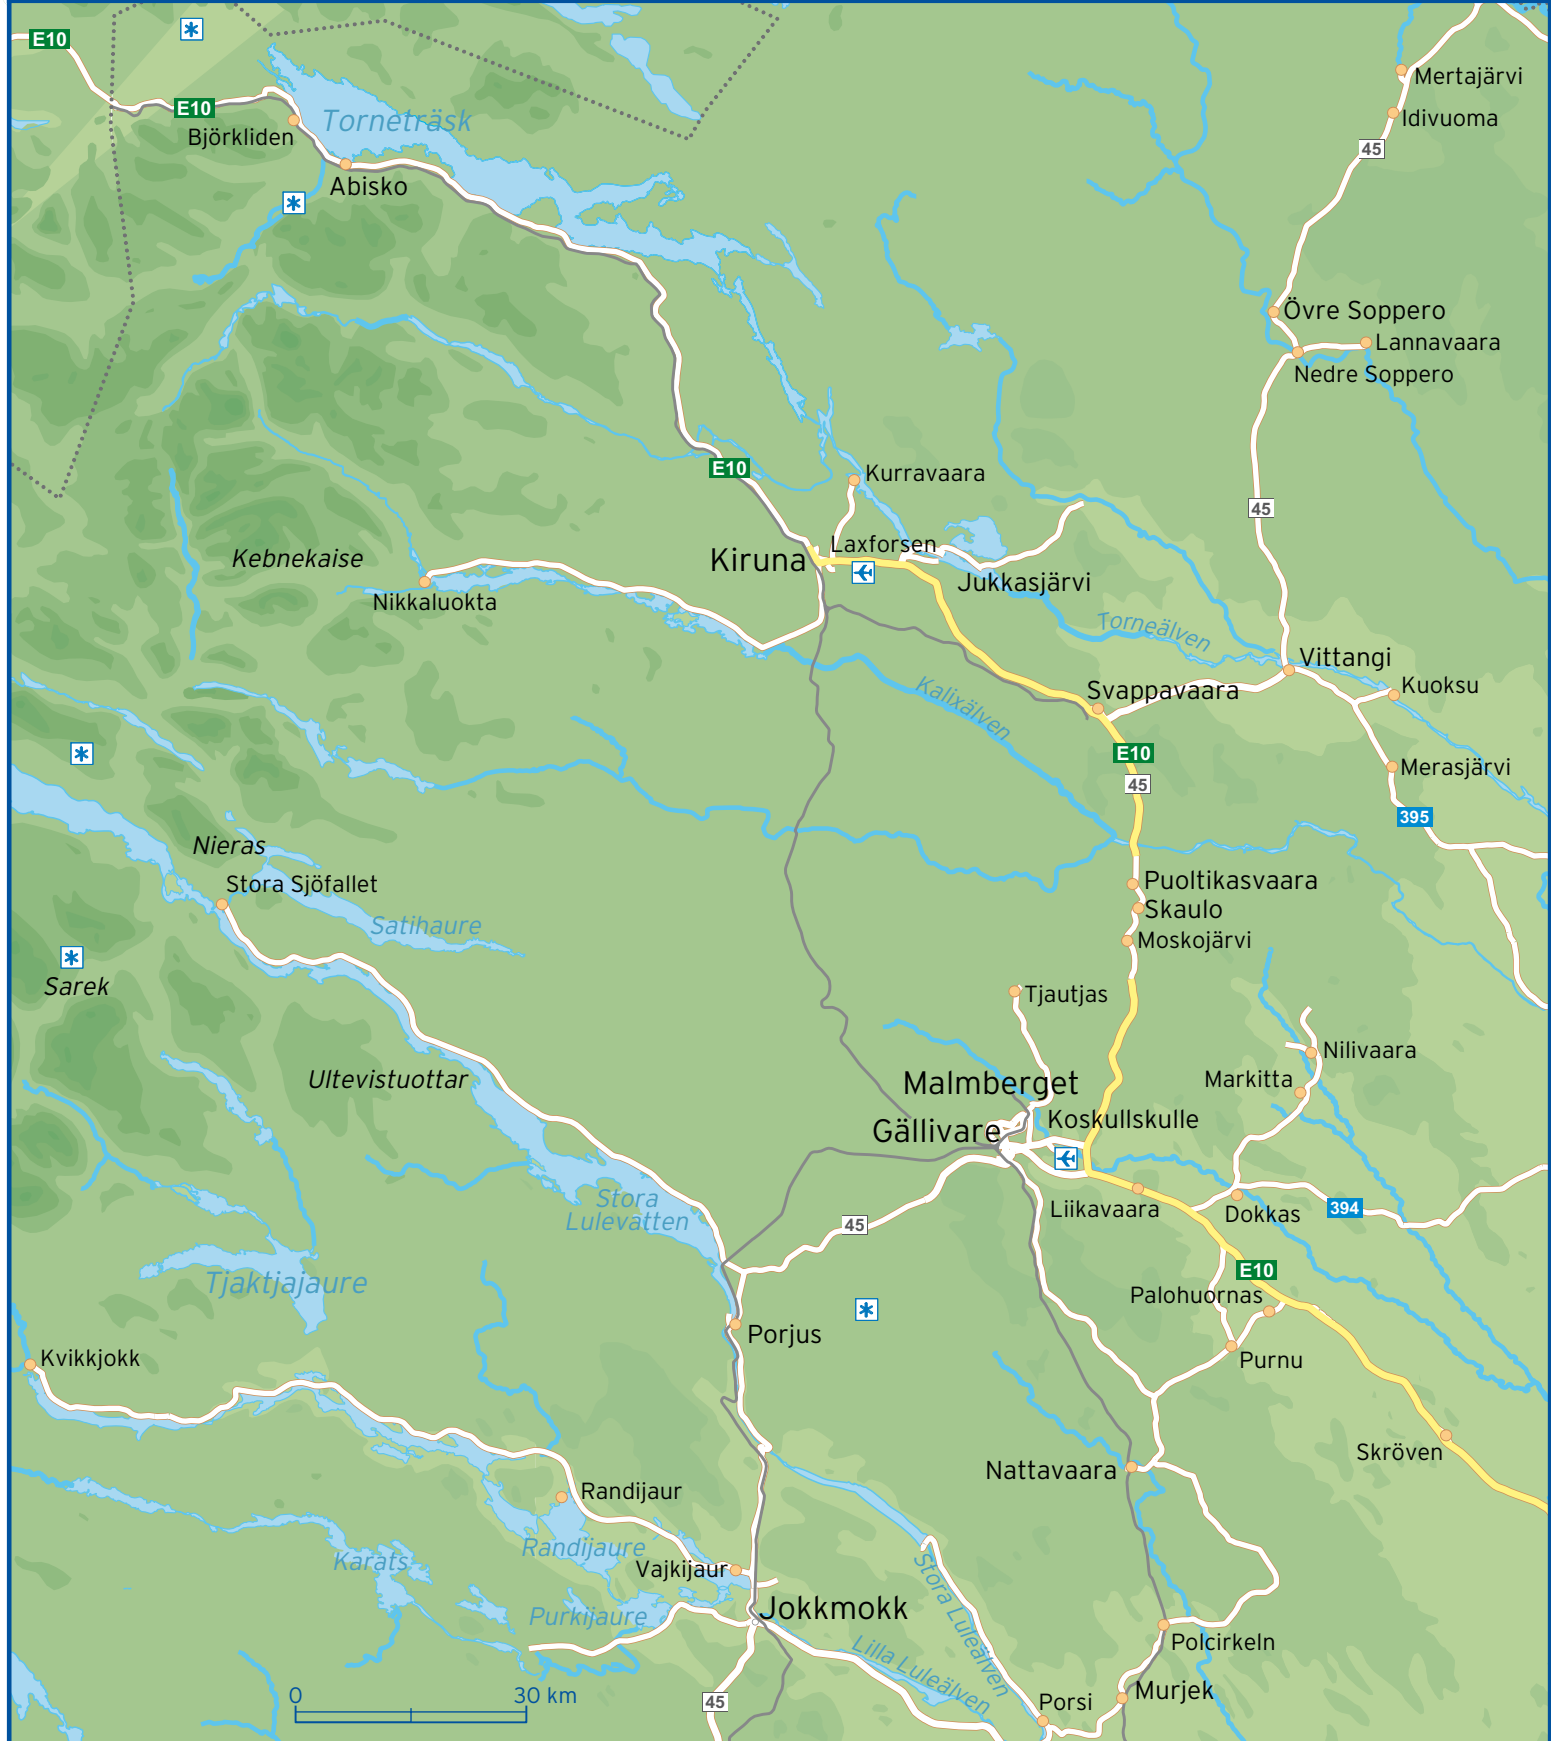 E10
E10
Björkliden
Torneträsk
Abisko
Mertajärvi
Idivuoma
45
Övre Soppero
Lannavaara
Nedre Soppero
E10
Kurravaara
45
Kebnekaise
Nikkaluokta
Kiruna
Laxforsen
Jukkasjärvi
Torneälven
Vittangi
Kalixälven
Svappavaara
Kuoksu
E10
45
Merasjärvi
395
Nieras
Stora Sjöfallet
Satihaure
Puoltikasvaara
Skaulo
Moskojärvi
Sarek
Tjautjas
Nilivaara
Markitta
Ultevistuottar
Malmberget
Koskullskulle
Gällivare
Stora
Lulevatten
45
Liikavaara
Dokkas
394
E10
Tjaktjajaure
Palohuornas
Porjus
Kvikkjokk
Purnu
Skröven
Nattavaara
Randijaur
Randijaure
Karats
Vajkijaur
Purkijaure
Jokkmokk
Stora Luleälven
Lilla Luleälven
Polcirkeln
0 30 km
45
Porsi
Murjek